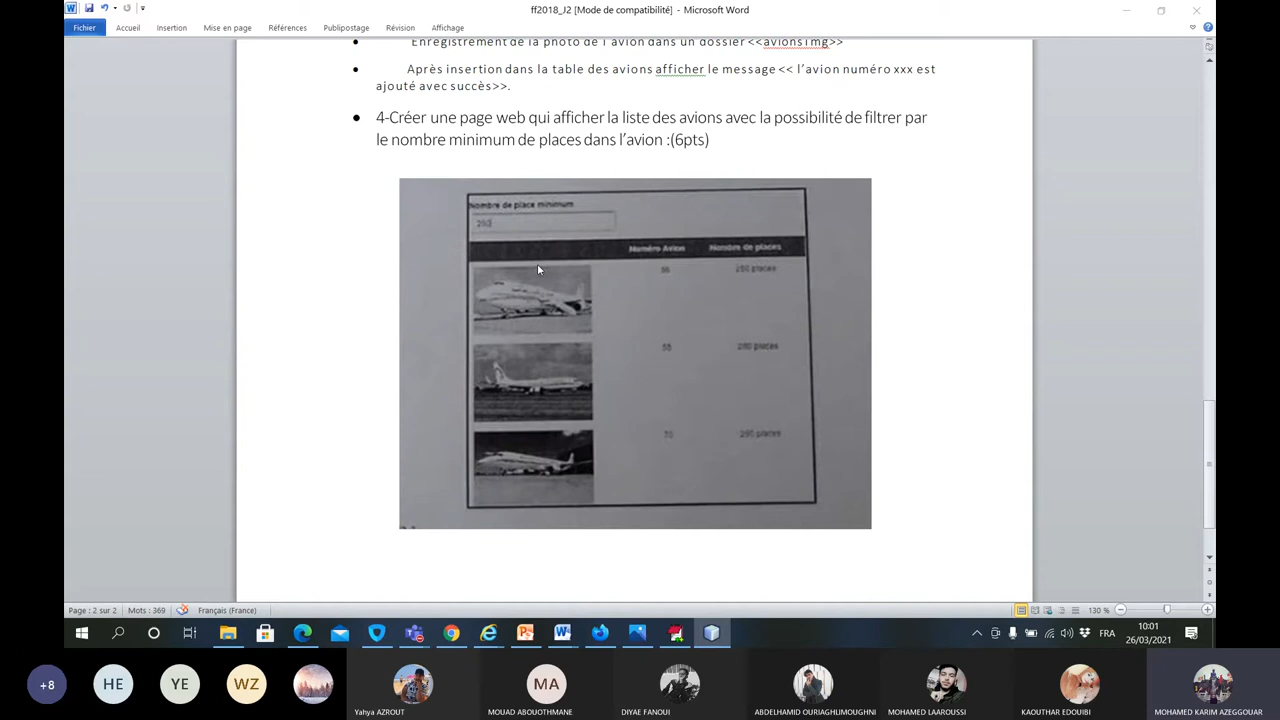 ff2018_J2 [Mode de compatibilité] - Microsoft Word
Fichier Accueil Insertion Mise en page Références Publipostage Révision Affichage
Enregistrement de la photo de l'avion dans un dossier<<avionsimg>>
Après insertion dans la table des avions afficher le message << l'avion numéro xxx est
ajouté avec succès>>.
4-Créer une page web qui afficher la liste des avions avec la possibilité de filtrer par
le nombre minimum de places dans l'avion :(6pts)
Nombre de place minimum
Numéro Avion Nombre de places
260 places
260 places
Page : 2 sur 2 Mots : 369 Français (France) 130 %
FRA
10:01
26/03/2021
+8 HE YE WZ MA
Yahya AZROUT MOUAD ABOUOTHMANE DIYAE FANOUI ABDELHAMID OURIAGHLIMOUGHNI MOHAMED LAAROUSSI KAOUTHAR EDOUIBI MOHAMED KARIM AZEGGOUAR